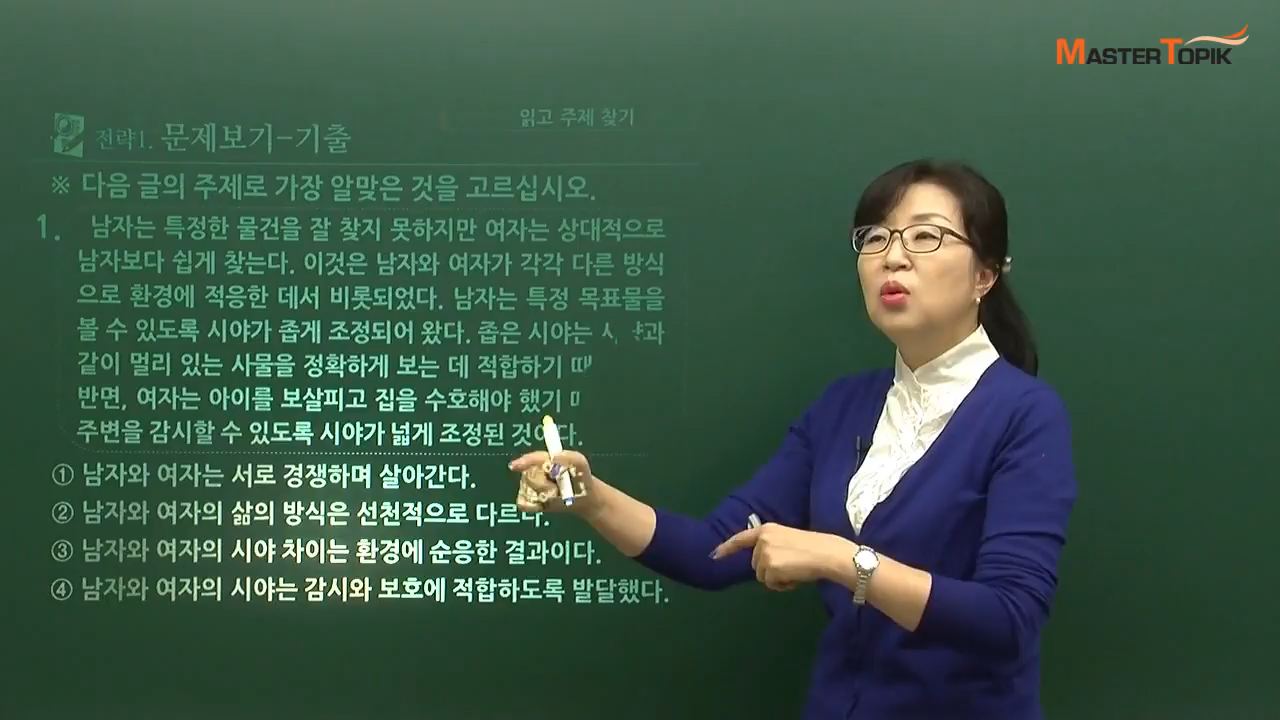 MASTERTOPIK
읽고 주제 찾기
전략1. 문제보기-기출
※ 다음 글의 주제로 가장 알맞은 것을 고르십시오.
1. 남자는 특정한 물건을 잘 찾지 못하지만 여자는 상대적으로
남자보다 쉽게 찾는다. 이것은 남자와 여자가 각각 다른 방식
으로 환경에 적응한 데서 비롯되었다. 남자는 특정 목표물을
볼 수 있도록 시야가 좁게 조정되어 왔다. 좁은 시야는
같이 멀리 있는 사물을 정확하게 보는 데 적합하기
반면, 여자는 아이를 보살피고 집을 수호해야 했기
주변을 감시할 수 있도록 시야가 넓게 조정된 것이다.
① 남자와 여자는 서로 경쟁하며 살아간다.
② 남자와 여자의 삶의 방식은 선천적으로 다르다.
③ 남자와 여자의 시야 차이는 환경에 순응한 결과이다.
④ 남자와 여자의 시야는 감시와 보호에 적합하도록 발달했다.